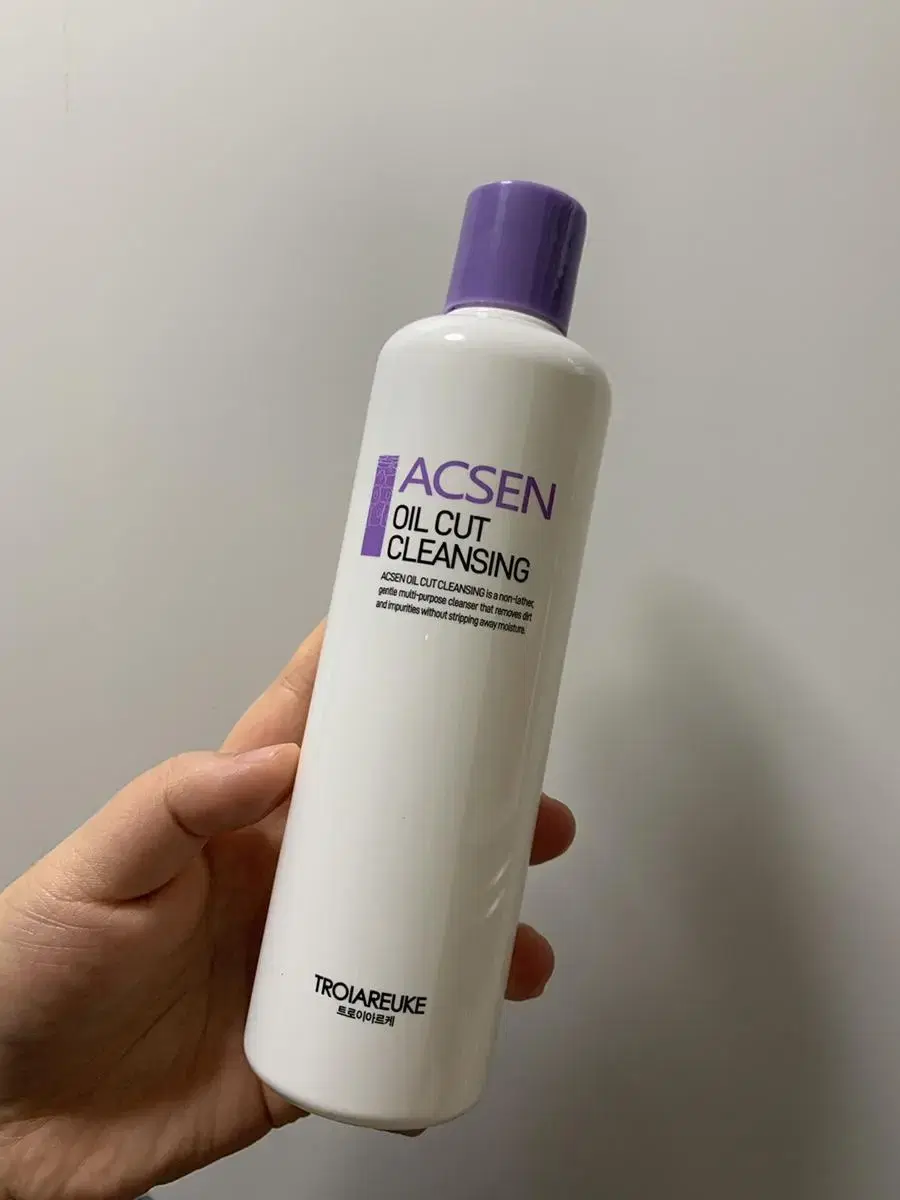 ACSEN
OIL CUT
CLEANSING
ACSEN OIL CUT CLEANSING is a non-lather,
gentle multi-purpose cleanser that removes dirt
and impurities without stripping away moisture.
TROIAREUKE
트로이아르케